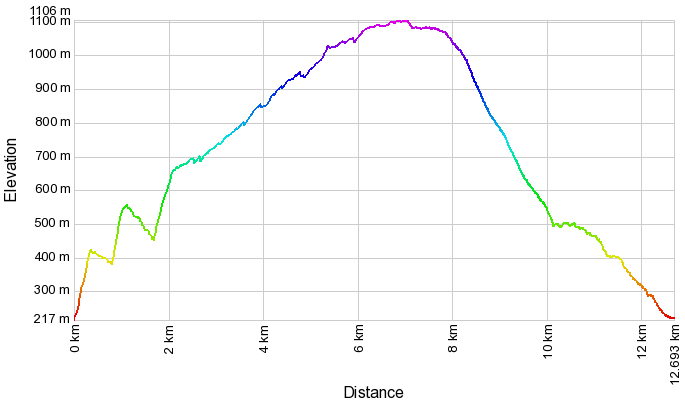 1106 m
1100 m
1000 m
900 m
800 m
700 m
600 m
500 m
400 m
300 m
217 m
Elevation
0 km
2 km
4 km
6 km
8 km
10 km
12 km
12.693 km
Distance